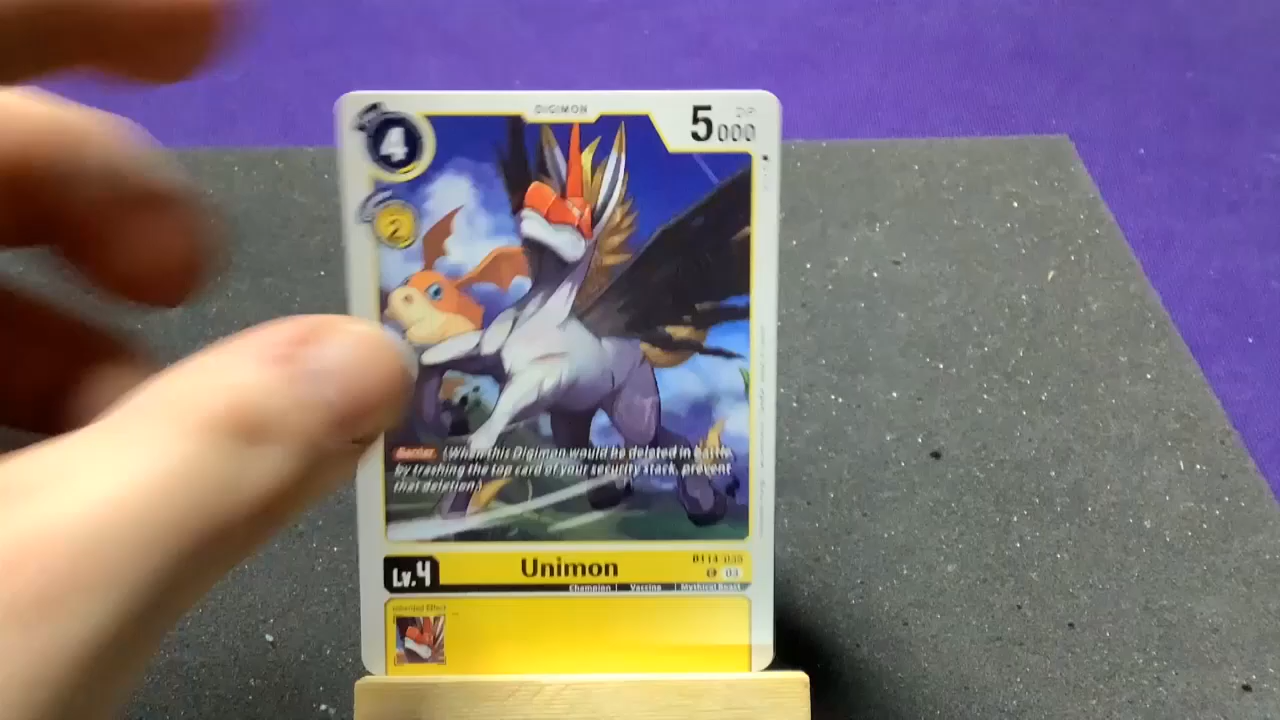 DIGIMON
4
5000
DP
2
Barrier (When this Digimon would be deleted in battle,
by trashing the top card of your security stack, prevent
that deletion.)
Lv.4
Unimon
C 03
Champion | Vaccine | Mythical Beast
Inherited Effect